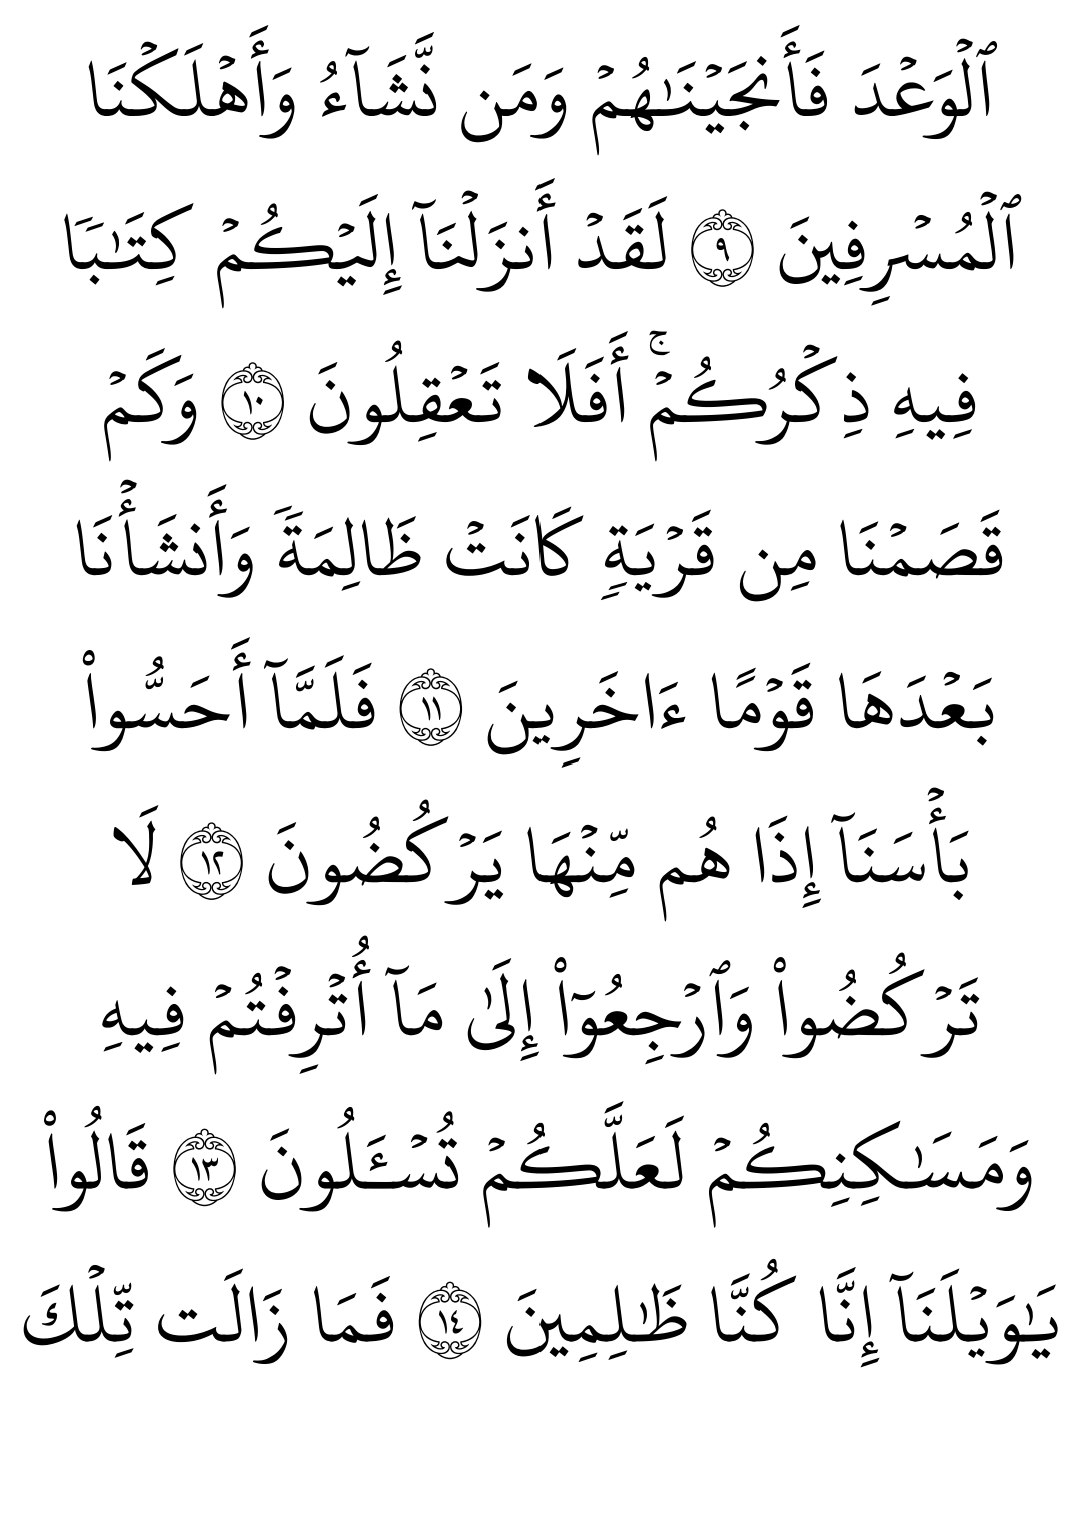 ٱلۡوَعۡدَ فَأَنجَيۡنَٰهُمۡ وَمَن نَّشَآءُ وَأَهۡلَكۡنَا
ٱلۡمُسۡرِفِينَ ٩ لَقَدۡ أَنزَلۡنَآ إِلَيۡكُمۡ كِتَٰبٗا
فِيهِ ذِكۡرُكُمۡۚ أَفَلَا تَعۡقِلُونَ ١٠ وَكَمۡ
قَصَمۡنَا مِن قَرۡيَةٖ كَانَتۡ ظَالِمَةٗ وَأَنشَأۡنَا
بَعۡدَهَا قَوۡمًا ءَاخَرِينَ ١١ فَلَمَّآ أَحَسُّواْ
بَأۡسَنَآ إِذَا هُم مِّنۡهَا يَرۡكُضُونَ ١٢ لَا
تَرۡكُضُواْ وَٱرۡجِعُوٓاْ إِلَىٰ مَآ أُتۡرِفۡتُمۡ فِيهِ
وَمَسَٰكِنِكُمۡ لَعَلَّكُمۡ تُسۡـَٔلُونَ ١٣ قَالُواْ
يَٰوَيۡلَنَآ إِنَّا كُنَّا ظَٰلِمِينَ ١٤ فَمَا زَالَت تِّلۡكَ